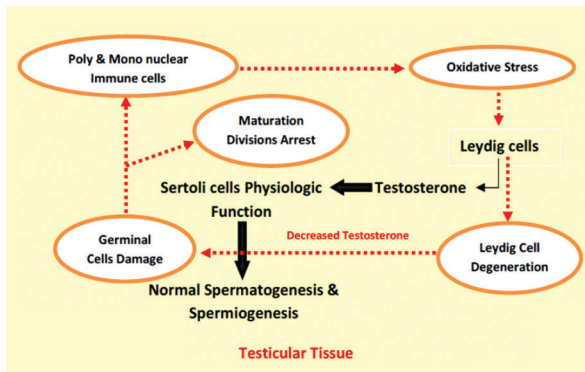 Poly & Mono nuclear
Immune cells
Oxidative Stress
Maturation
Divisions Arrest
Leydig cells
Sertoli cells Physiologic
Function
Testosterone
Germinal
Cells Damage
Decreased Testosterone
Leydig Cell
Degeneration
Normal Spermatogenesis &
Spermiogenesis
Testicular Tissue